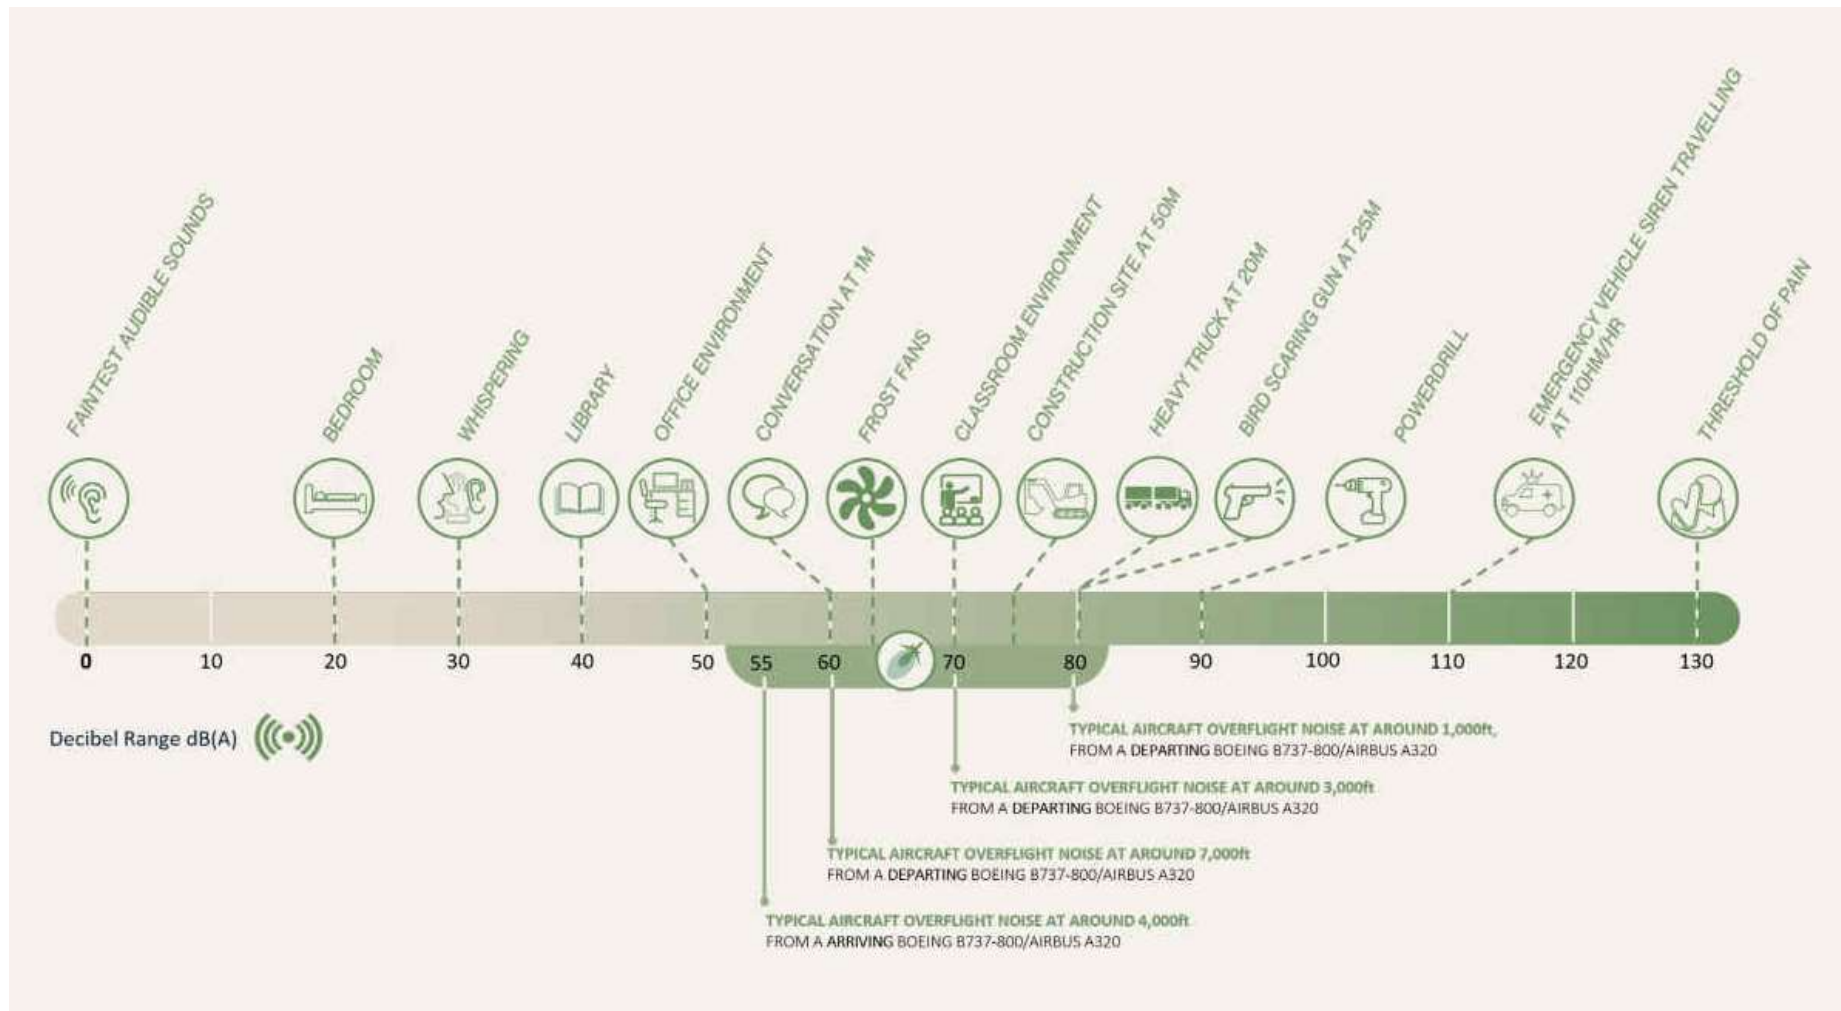 FAINTEST AUDIBLE SOUNDS
BEDROOM
WHISPERING
LIBRARY
OFFICE ENVIRONMENT
CONVERSATION AT 1M
FROST FANS
CLASSROOM ENVIRONMENT
CONSTRUCTION SITE AT 50M
HEAVY TRUCK AT 20M
BIRD SCARING GUN AT 25M
POWERDRILL
EMERGENCY VEHICLE SIREN TRAVELLING
AT 110HM/HR
THRESHOLD OF PAIN
0 10 20 30 40 50 55 60 70 80 90 100 110 120 130
Decibel Range dB(A)
TYPICAL AIRCRAFT OVERFLIGHT NOISE AT AROUND 1,000ft,
FROM A DEPARTING BOEING B737-800/AIRBUS A320
TYPICAL AIRCRAFT OVERFLIGHT NOISE AT AROUND 3,000ft
FROM A DEPARTING BOEING B737-800/AIRBUS A320
TYPICAL AIRCRAFT OVERFLIGHT NOISE AT AROUND 7,000ft
FROM A DEPARTING BOEING B737-800/AIRBUS A320
TYPICAL AIRCRAFT OVERFLIGHT NOISE AT AROUND 4,000ft
FROM A ARRIVING BOEING B737-800/AIRBUS A320